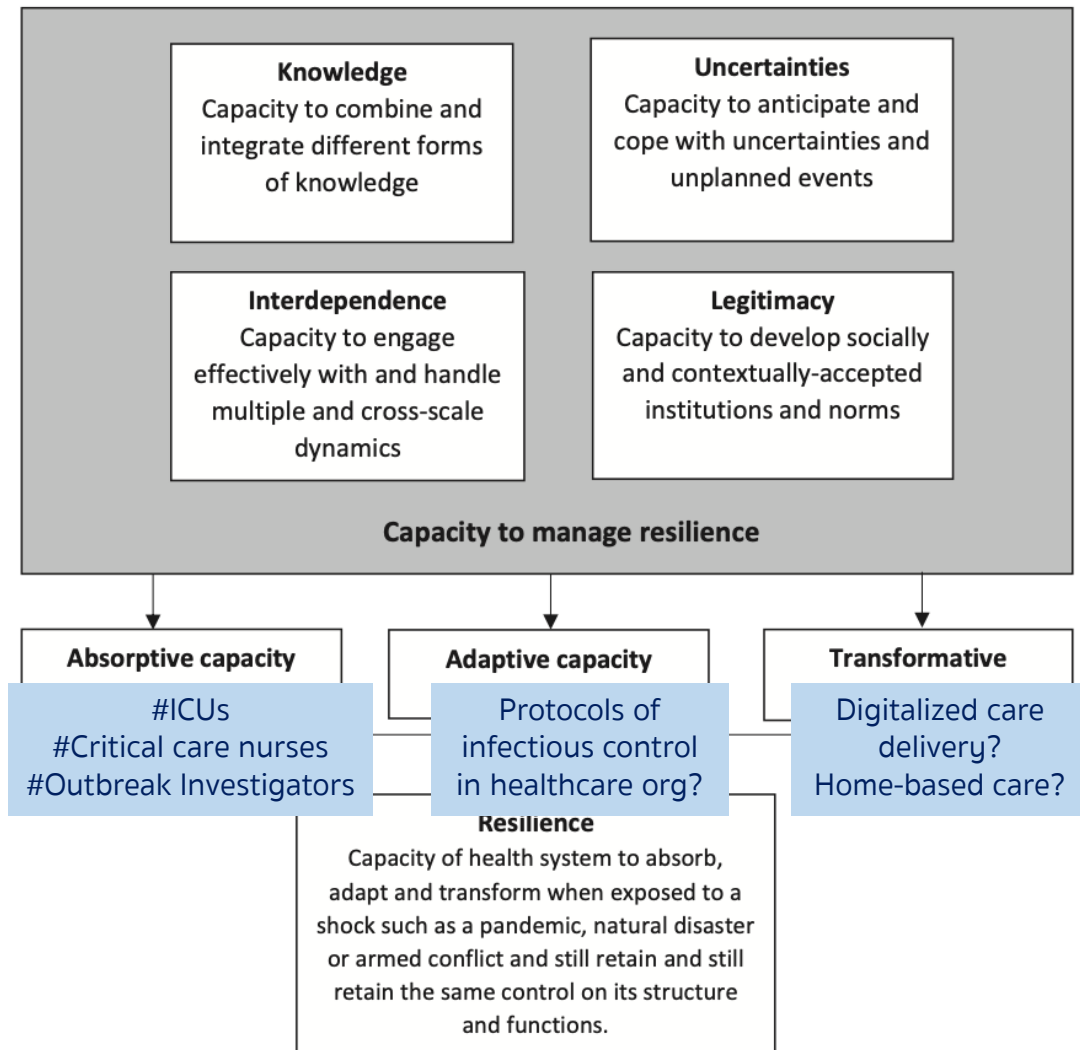 Knowledge
Capacity to combine and
integrate different forms
of knowledge
Uncertainties
Capacity to anticipate and
cope with uncertainties and
unplanned events
Interdependence
Capacity to engage
effectively with and handle
multiple and cross-scale
dynamics
Legitimacy
Capacity to develop socially
and contextually-accepted
institutions and norms
Capacity to manage resilience
Absorptive capacity
#ICUs
#Critical care nurses
#Outbreak Investigators
Adaptive capacity
Protocols of
infectious control
in healthcare org?
Transformative
Digitalized care
delivery?
Home-based care?
Resilience
Capacity of health system to absorb,
adapt and transform when exposed to a
shock such as a pandemic, natural disaster
or armed conflict and still retain and still
retain the same control on its structure
and functions.